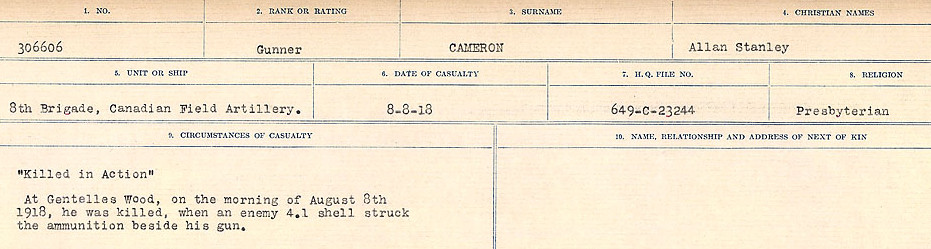 1. NO. 2. RANK OR RATING 3. SURNAME 4. CHRISTIAN NAMES
306606 Gunner CAMERON Allan Stanley
5. UNIT OR SHIP 6. DATE OF CASUALTY 7. H.Q. FILE NO. 8. RELIGION
8th Brigade, Canadian Field Artillery. 8-8-18 649-C-23244 Presbyterian
9. CIRCUMSTANCES OF CASUALTY 10. NAME, RELATIONSHIP AND ADDRESS OF NEXT OF KIN
"Killed in Action"
At Gentelles Wood, on the morning of August 8th
1918, he was killed, when an enemy 4.1 shell struck
the ammunition beside his gun.